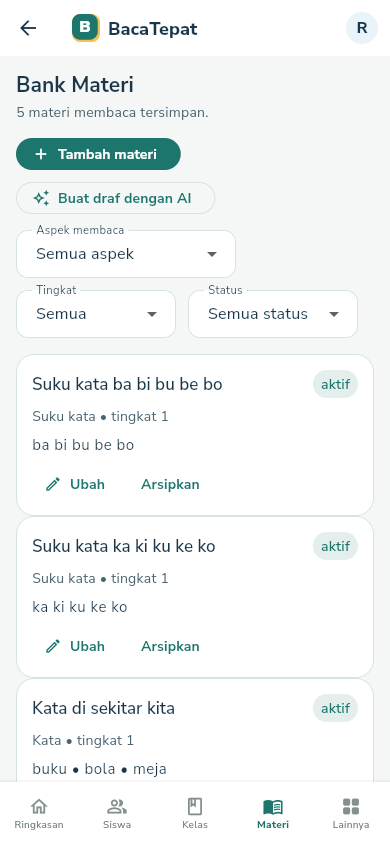 B BacaTepat R
Bank Materi
5 materi membaca tersimpan.
Tambah materi
Buat draf dengan AI
Aspek membaca
Semua aspek
Tingkat
Semua
Status
Semua status
Suku kata ba bi bu be bo aktif
Suku kata • tingkat 1
ba bi bu be bo
Ubah Arsipkan
Suku kata ka ki ku ke ko aktif
Suku kata • tingkat 1
ka ki ku ke ko
Ubah Arsipkan
Kata di sekitar kita aktif
Kata • tingkat 1
buku • bola • meja
Ringkasan Siswa Kelas Materi Lainnya